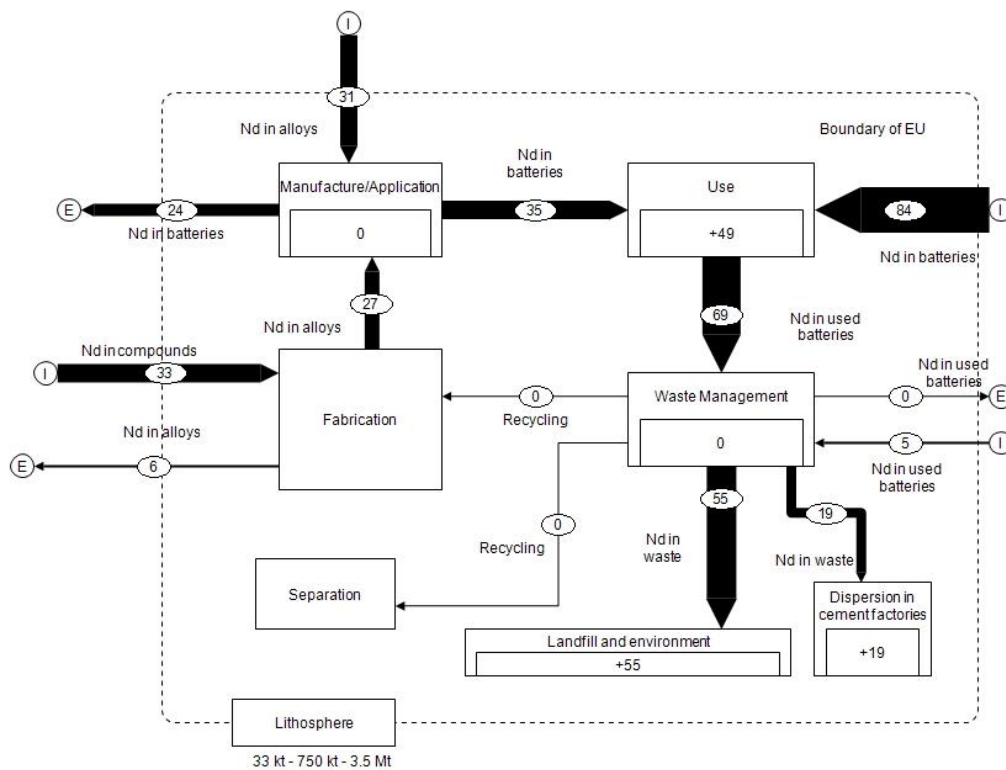 I
31
Nd in alloys
Boundary of EU
Manufacture/Application
0
Nd in
batteries
35
Use
+49
84
I
Nd in batteries
E
24
Nd in batteries
27
Nd in alloys
69
Nd in used
batteries
I
Nd in compounds
33
Fabrication
Nd in alloys
E
6
0
Recycling
Waste Management
0
Nd in used
batteries
0
E
5
I
Nd in used
batteries
0
Recycling
55
Nd in
waste
19
Nd in waste
Separation
Landfill and environment
+55
Dispersion in
cement factories
+19
Lithosphere
33 kt - 750 kt - 3.5 Mt